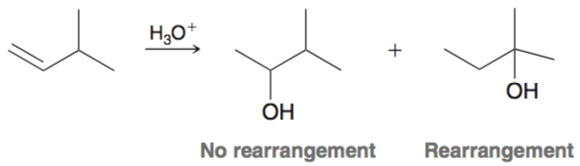 H₃O⁺
+
OH
OH
No rearrangement
Rearrangement